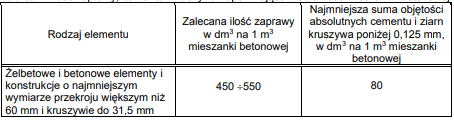 Rodzaj elementu
Zalecana ilość zaprawy
w dm³ na 1 m³
mieszanki betonowej
Najmniejsza suma objętości
absolutnych cementu i ziarn
kruszywa poniżej 0,125 mm,
w dm³ na 1 m³ mieszanki
betonowej
Żelbetowe i betonowe elementy i
konstrukcje o najmniejszym
wymiarze przekroju większym niż
60 mm i kruszywie do 31,5 mm
450 ÷550
80